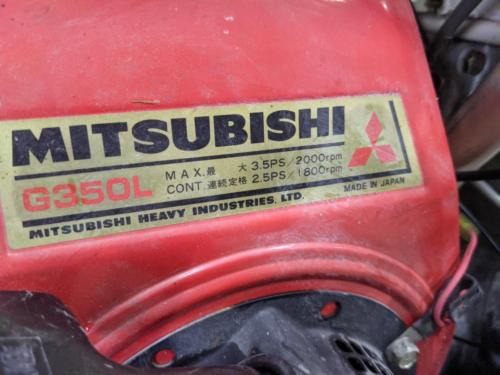 MITSUBISHI
G350L
MAX.最 大 3.5PS/2000rpm
CONT.連続定格 2.5PS/1800rpm
MADE IN JAPAN
MITSUBISHI HEAVY INDUSTRIES, LTD.